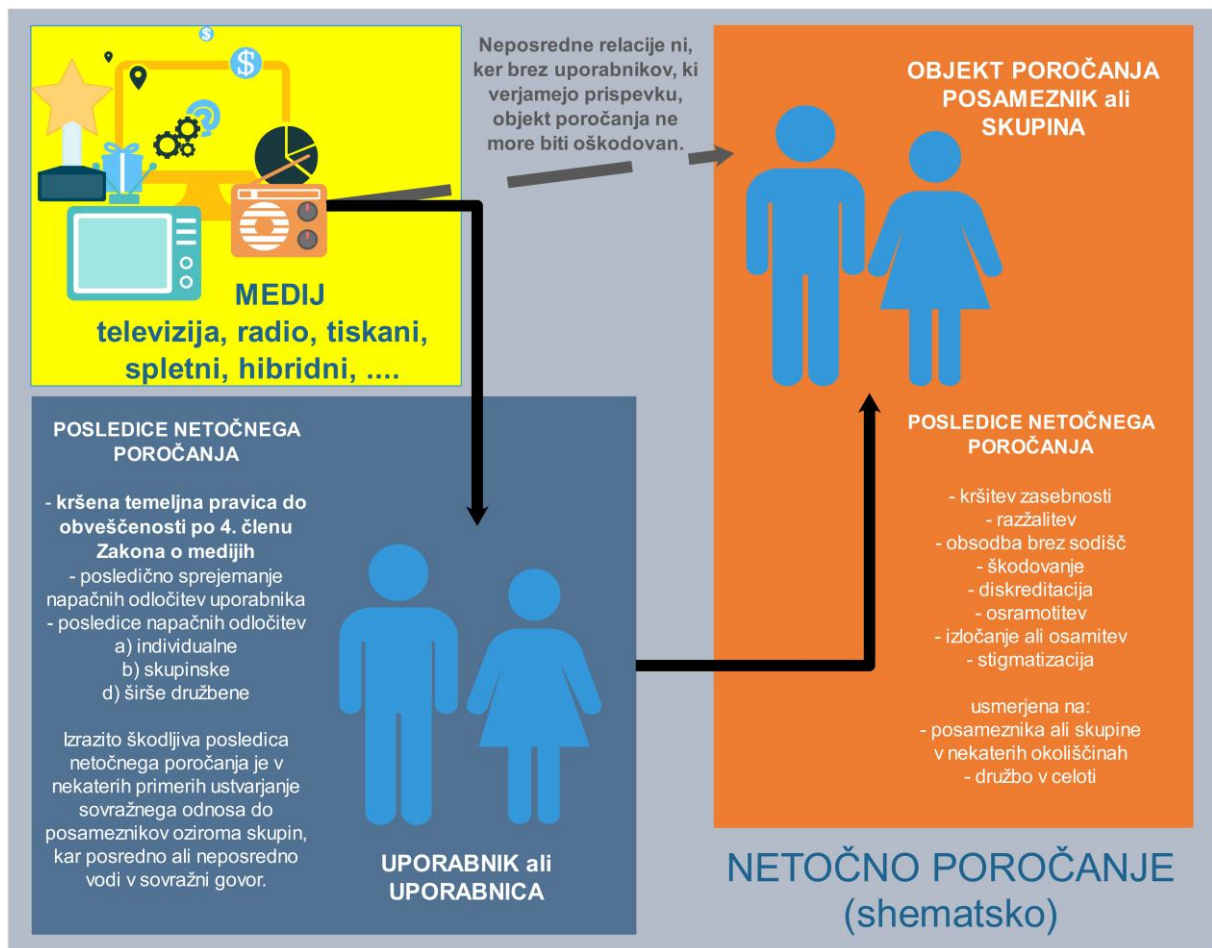 Neposredne relacije ni,
ker brez uporabnikov, ki
verjamejo prispevku,
objekt poročanja ne
more biti oškodovan.
OBJEKT POROČANJA
POSAMEZNIK ali
SKUPINA
$
$
MEDIJ
televizija, radio, tiskani,
spletni, hibridni, ....
POSLEDICE NETOČNEGA
POROČANJA
- kršena temeljna pravica do
obveščenosti po 4. členu
Zakona o medijih
- posledično sprejemanje
napačnih odločitev uporabnika
- posledice napačnih odločitev
a) individualne
b) skupinske
d) širše družbene
Izrazito škodljiva posledica
netočnega poročanja je v
nekaterih primerih ustvarjanje
sovražnega odnosa do
posameznikov oziroma skupin,
kar posredno ali neposredno
vodi v sovražni govor.
UPORABNIK ali
UPORABNICA
POSLEDICE NETOČNEGA
POROČANJA
- kršitev zasebnosti
- razžalitev
- obsodba brez sodišč
- škodovanje
- diskreditacija
- osramotitev
- izločanje ali osamitev
- stigmatizacija
usmerjena na:
- posameznika ali skupine
v nekaterih okoliščinah
- družbo v celoti
NETOČNO POROČANJE
(shematsko)